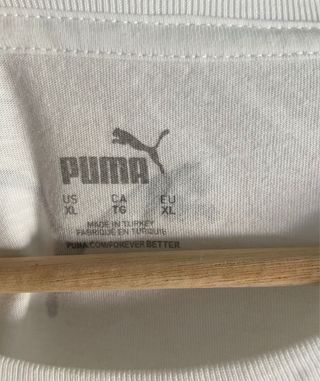 PUMA
US CA EU
XL TG XL
MADE IN TURKEY
FABRIQUÉ EN TURQUIE
PUMA.COM/FOREVER BETTER